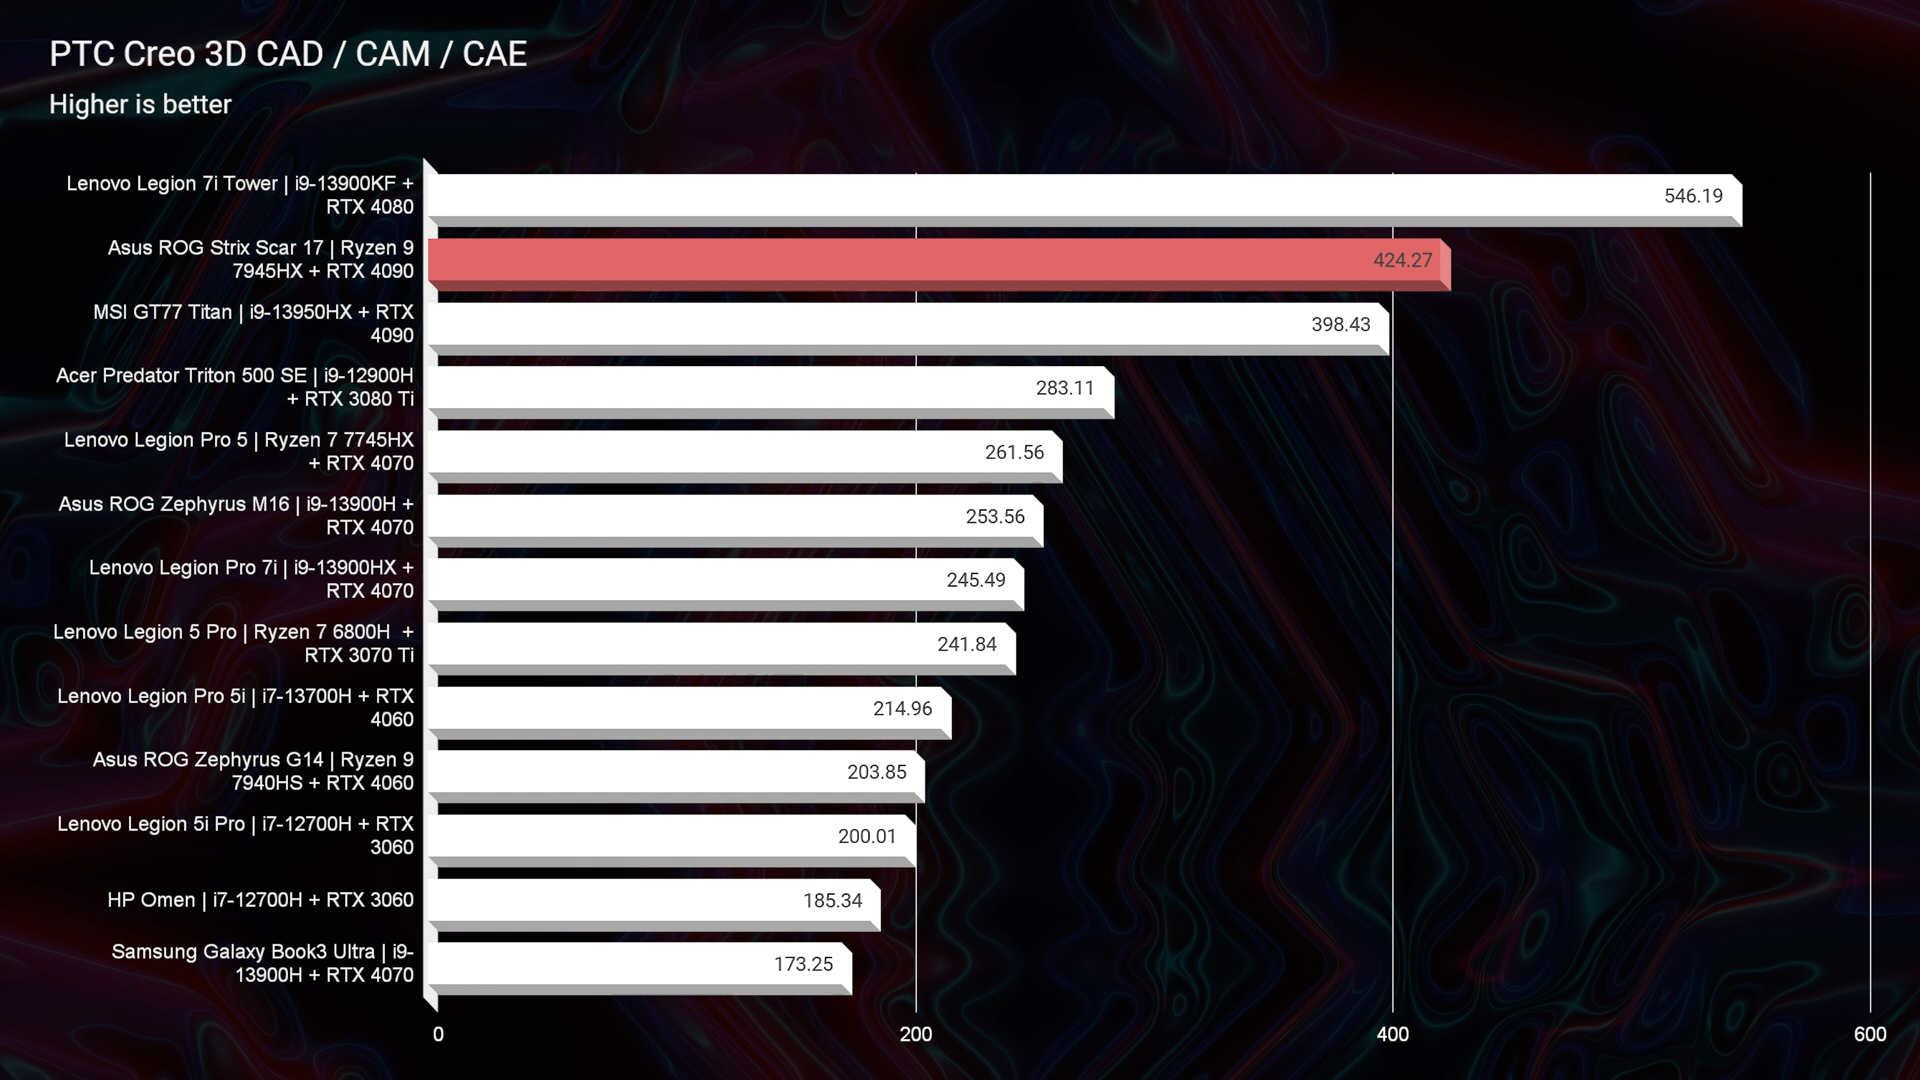 PTC Creo 3D CAD / CAM / CAE
Higher is better
Lenovo Legion 7i Tower | i9-13900KF +
RTX 4080
546.19
Asus ROG Strix Scar 17 | Ryzen 9
7945HX + RTX 4090
424.27
MSI GT77 Titan | i9-13950HX + RTX
4090
398.43
Acer Predator Triton 500 SE | i9-12900H
+ RTX 3080 Ti
283.11
Lenovo Legion Pro 5 | Ryzen 7 7745HX
+ RTX 4070
261.56
Asus ROG Zephyrus M16 | i9-13900H +
RTX 4070
253.56
Lenovo Legion Pro 7i | i9-13900HX +
RTX 4070
245.49
Lenovo Legion 5 Pro | Ryzen 7 6800H  +
RTX 3070 Ti
241.84
Lenovo Legion Pro 5i | i7-13700H + RTX
4060
214.96
Asus ROG Zephyrus G14 | Ryzen 9
7940HS + RTX 4060
203.85
Lenovo Legion 5i Pro | i7-12700H + RTX
3060
200.01
HP Omen | i7-12700H + RTX 3060
185.34
Samsung Galaxy Book3 Ultra | i9-
13900H + RTX 4070
173.25
0
200
400
600